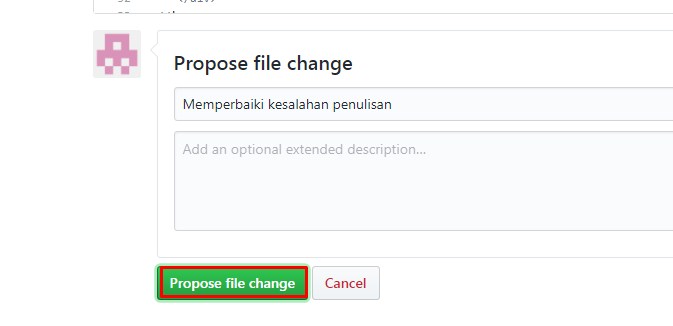 Propose file change
Memperbaiki kesalahan penulisan
Add an optional extended description...
Propose file change
Cancel